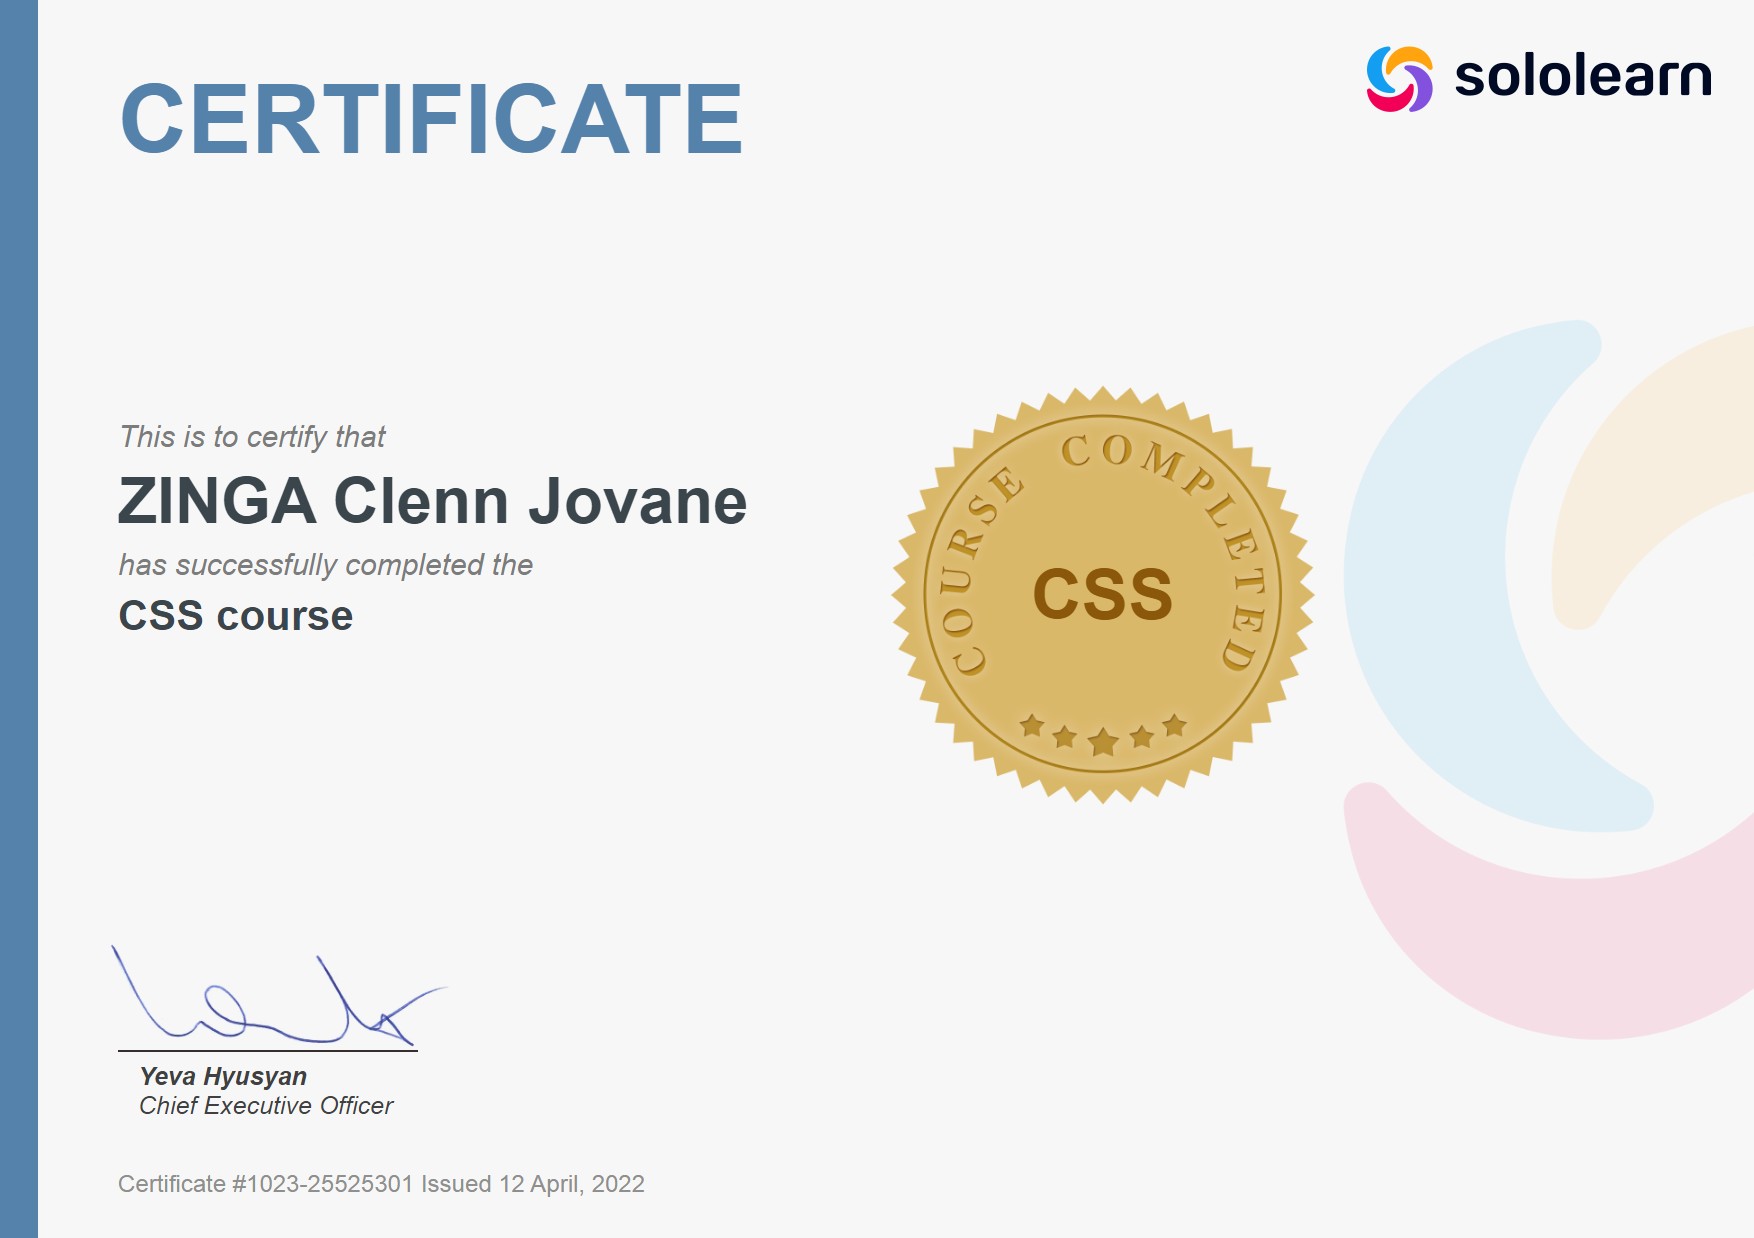 CERTIFICATE
sololearn
This is to certify that
ZINGA Clenn Jovane
has successfully completed the
CSS course
COURSE COMPLETED
CSS
Yeva Hyusyan
Chief Executive Officer
Certificate #1023-25525301 Issued 12 April, 2022